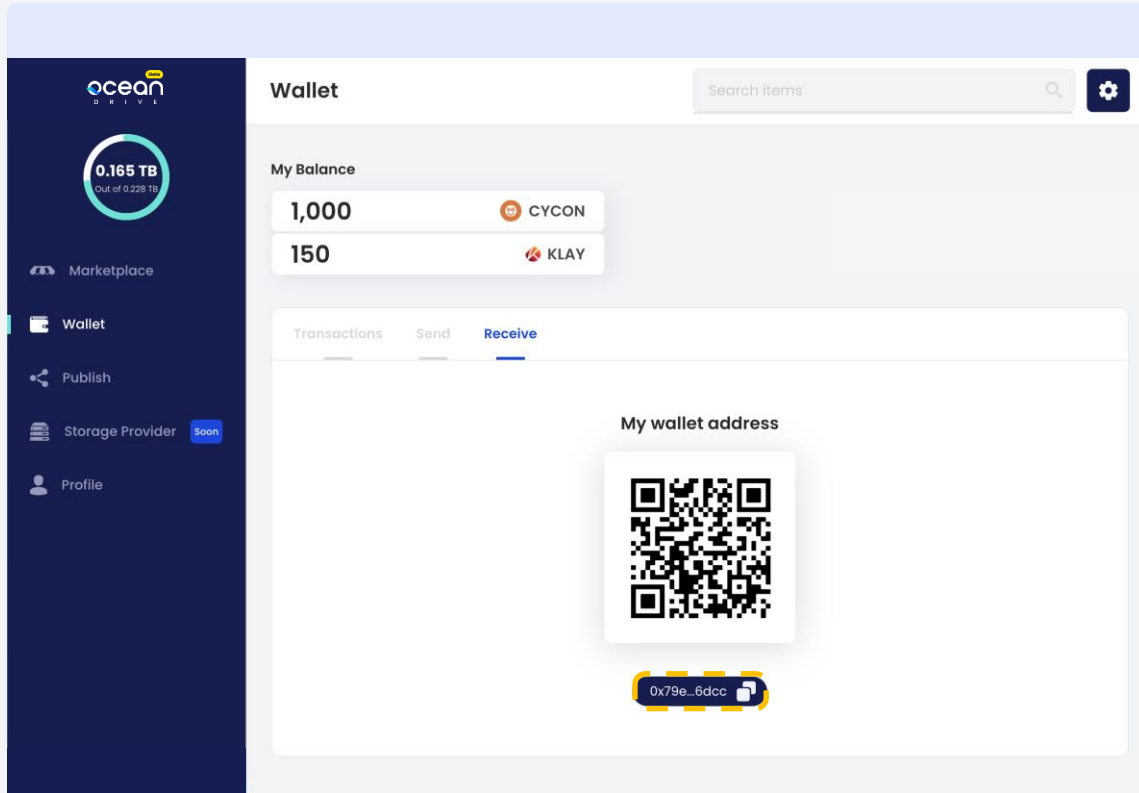 Beta
ocean
DRIVE
0.165 TB
Out of 0.228 TB
Marketplace
Wallet
Publish
Storage Provider Soon
Profile
Wallet
Search items
My Balance
1,000 CYCON
150 KLAY
Transactions Send Receive
My wallet address
0x79e...6dcc